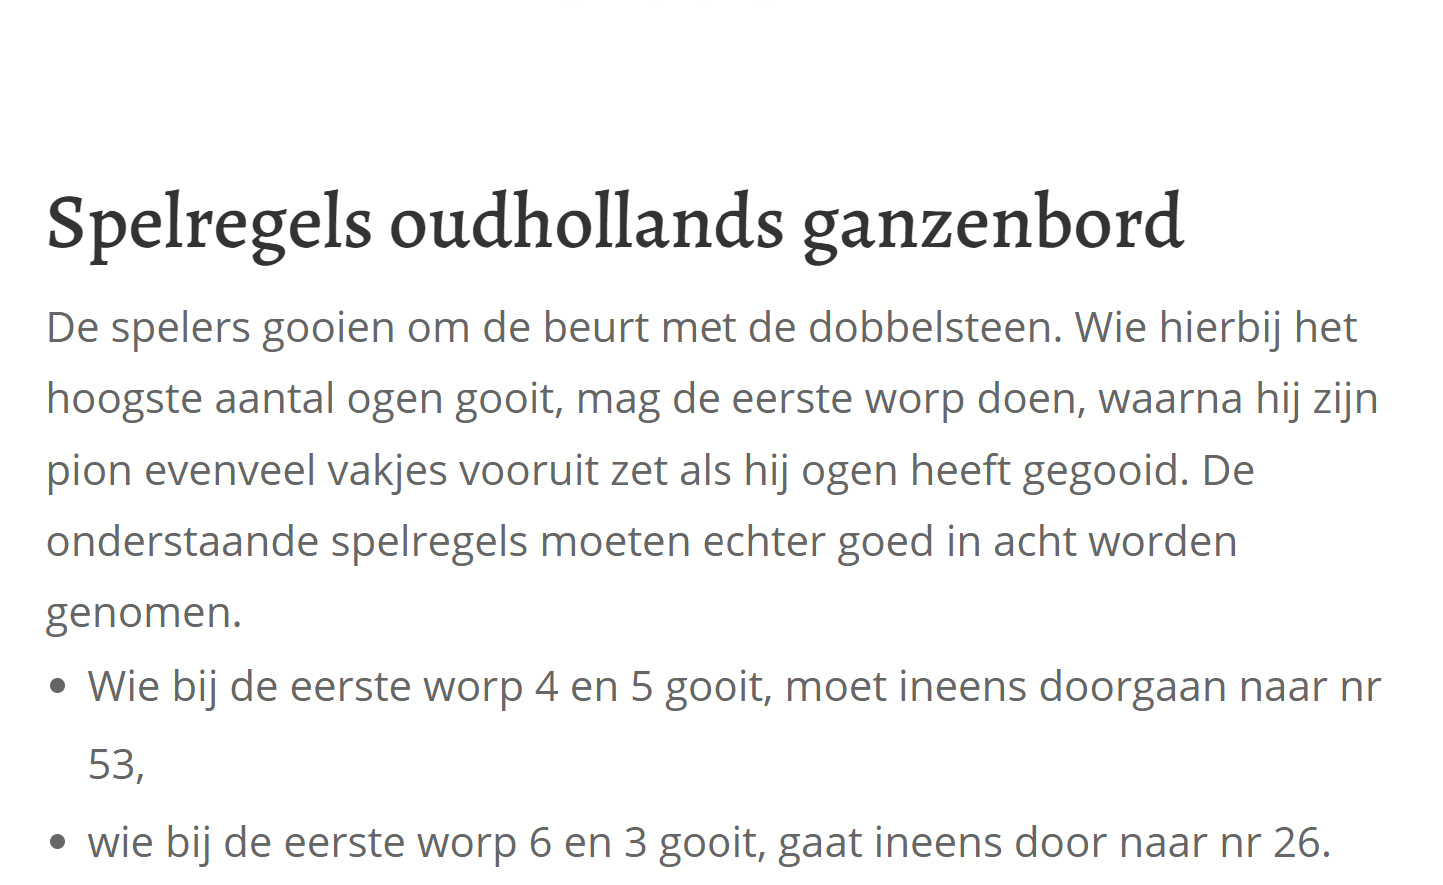 Spelregels oudhollands ganzenbord
De spelers gooien om de beurt met de dobbelsteen. Wie hierbij het
hoogste aantal ogen gooit, mag de eerste worp doen, waarna hij zijn
pion evenveel vakjes vooruit zet als hij ogen heeft gegooid. De
onderstaande spelregels moeten echter goed in acht worden
genomen.
• Wie bij de eerste worp 4 en 5 gooit, moet ineens doorgaan naar nr
53,
• wie bij de eerste worp 6 en 3 gooit, gaat ineens door naar nr 26.